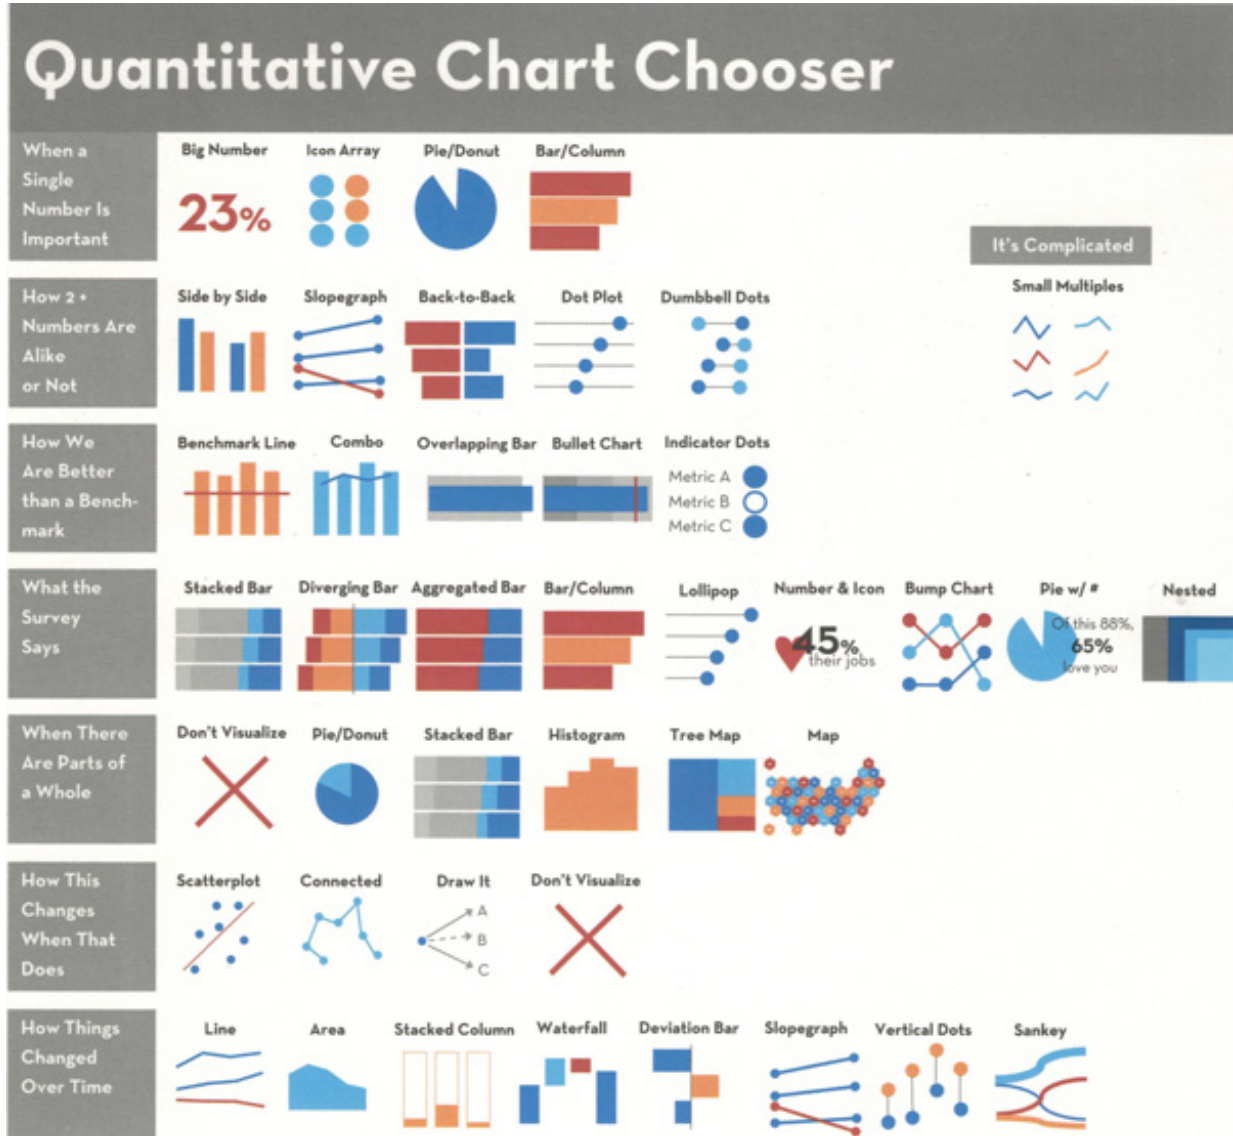 Quantitative Chart Chooser
When a
Single
Number Is
Important
Big Number
Icon Array
Pie/Donut
Bar/Column
23%
It's Complicated
Small Multiples
How 2 +
Numbers Are
Alike
or Not
Side by Side
Slopegraph
Back-to-Back
Dot Plot
Dumbbell Dots
How We
Are Better
than a Bench-
mark
Benchmark Line
Combo
Overlapping Bar
Bullet Chart
Indicator Dots
Metric A
Metric B
Metric C
What the
Survey
Says
Stacked Bar
Diverging Bar
Aggregated Bar
Bar/Column
Lollipop
Number & Icon
45%
their jobs
Bump Chart
Pie w/ #
Of this 88%,
65%
love you
Nested
When There
Are Parts of
a Whole
Don't Visualize
Pie/Donut
Stacked Bar
Histogram
Tree Map
Map
How This
Changes
When That
Does
Scatterplot
Connected
Draw It
A
B
C
Don't Visualize
How Things
Changed
Over Time
Line
Area
Stacked Column
Waterfall
Deviation Bar
Slopegraph
Vertical Dots
Sankey